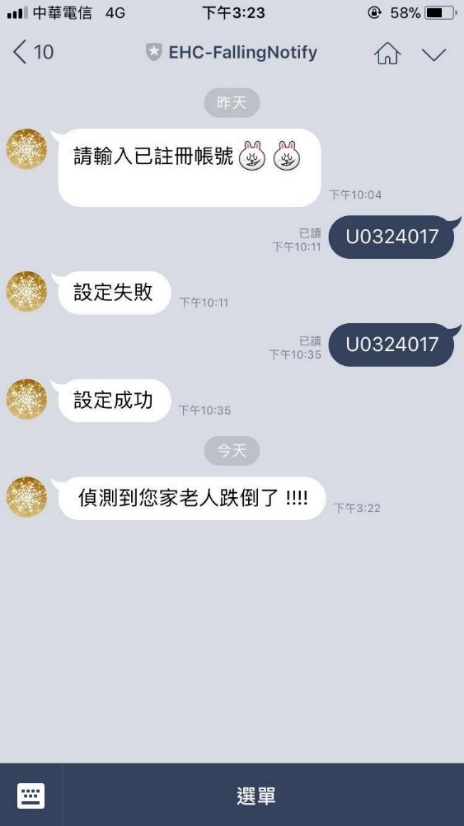 中華電信 4G 下午3:23 58%
10 EHC-FallingNotify
昨天
請輸入已註冊帳號
下午10:04
已讀
下午10:11
U0324017
設定失敗
下午10:11
已讀
下午10:35
U0324017
設定成功
下午10:35
今天
偵測到您家老人跌倒了 !!!!
下午3:22
選單